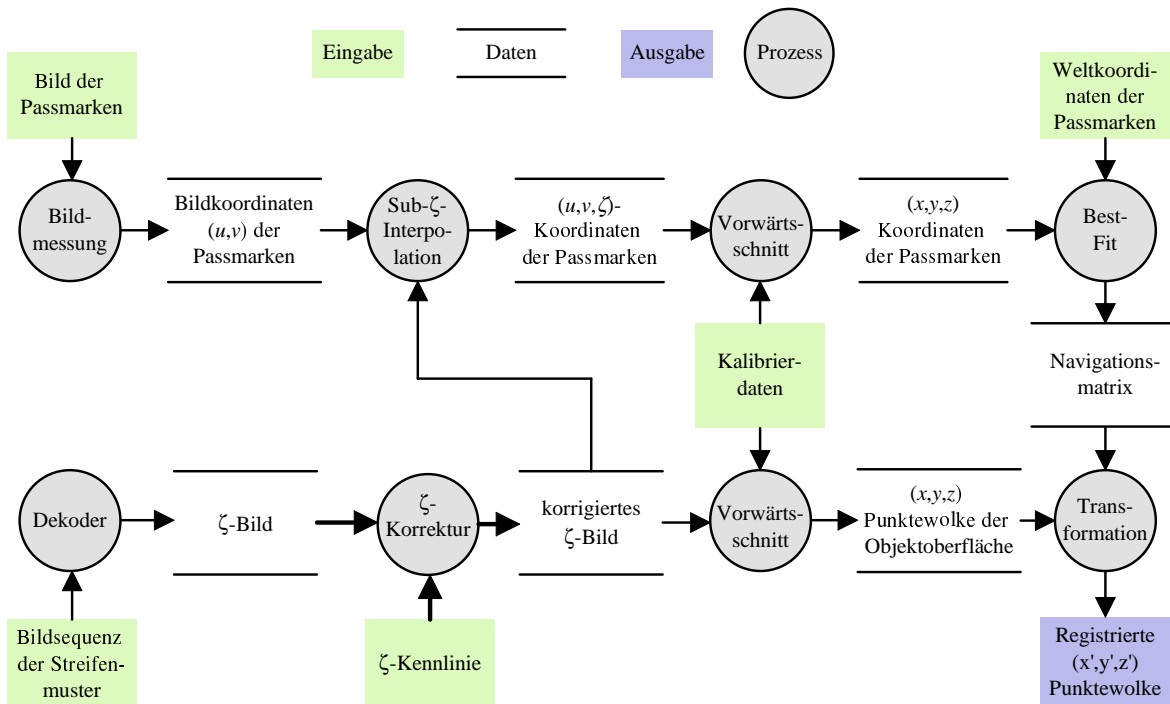 Eingabe
Daten
Ausgabe
Prozess
Bild der
Passmarken
Weltkoordi-
naten der
Passmarken
Bild-
messung
Bildkoordinaten
(u,v) der
Passmarken
Sub-ζ-
Interpo-
lation
(u,v,ζ)-
Koordinaten
der Passmarken
Vorwärts-
schnitt
(x,y,z)
Koordinaten
der Passmarken
Best-
Fit
Kalibrier-
daten
Navigations-
matrix
Dekoder
ζ-Bild
ζ-
Korrektur
korrigiertes
ζ-Bild
Vorwärts-
schnitt
(x,y,z)
Punktewolke der
Objektoberfläche
Trans-
formation
Bildsequenz
der Streifen-
muster
ζ-Kennlinie
Registrierte
(x',y',z')
Punktewolke